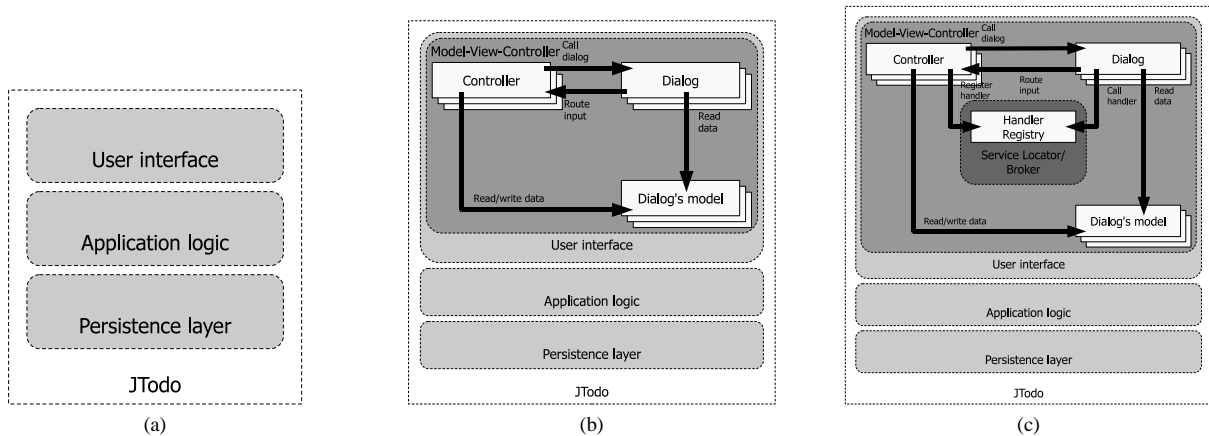 User interface
Application logic
Persistence layer
JTodo
(a)
Model-View-Controller
Call
dialog
Controller
Dialog
Route
input
Read
data
Read/write data
Dialog's model
User interface
Application logic
Persistence layer
JTodo
(b)
Model-View-Controller
Call
dialog
Controller
Dialog
Register
handler
Route
input
Call
handler
Read
data
Handler
Registry
Service Locator/
Broker
Read/write data
Dialog's model
User interface
Application logic
Persistence layer
JTodo
(c)